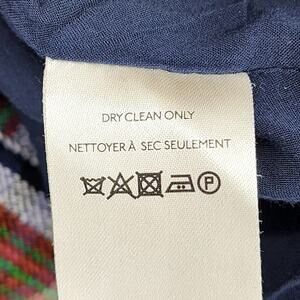 DRY CLEAN ONLY
NETTOYER À SEC SEULEMENT
P